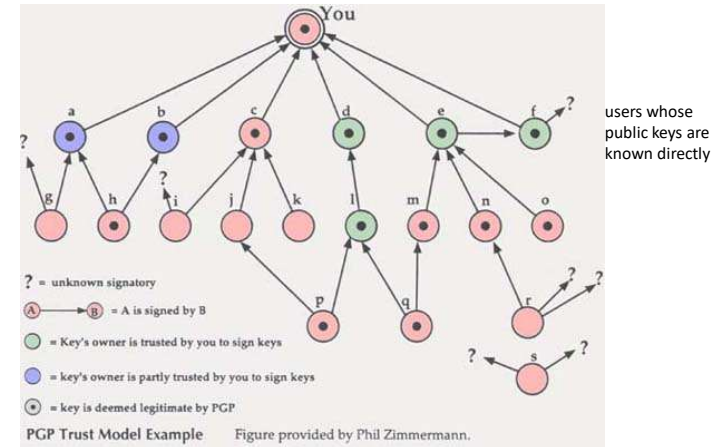 You
a b c d e f ?
users whose
public keys are
known directly
?
g h ? i j k l m n o
? = unknown signatory
A B = A is signed by B
= Key's owner is trusted by you to sign keys
= key's owner is partly trusted by you to sign keys
= key is deemed legitimate by PGP
p q r ? ?
? s ?
PGP Trust Model Example Figure provided by Phil Zimmermann.